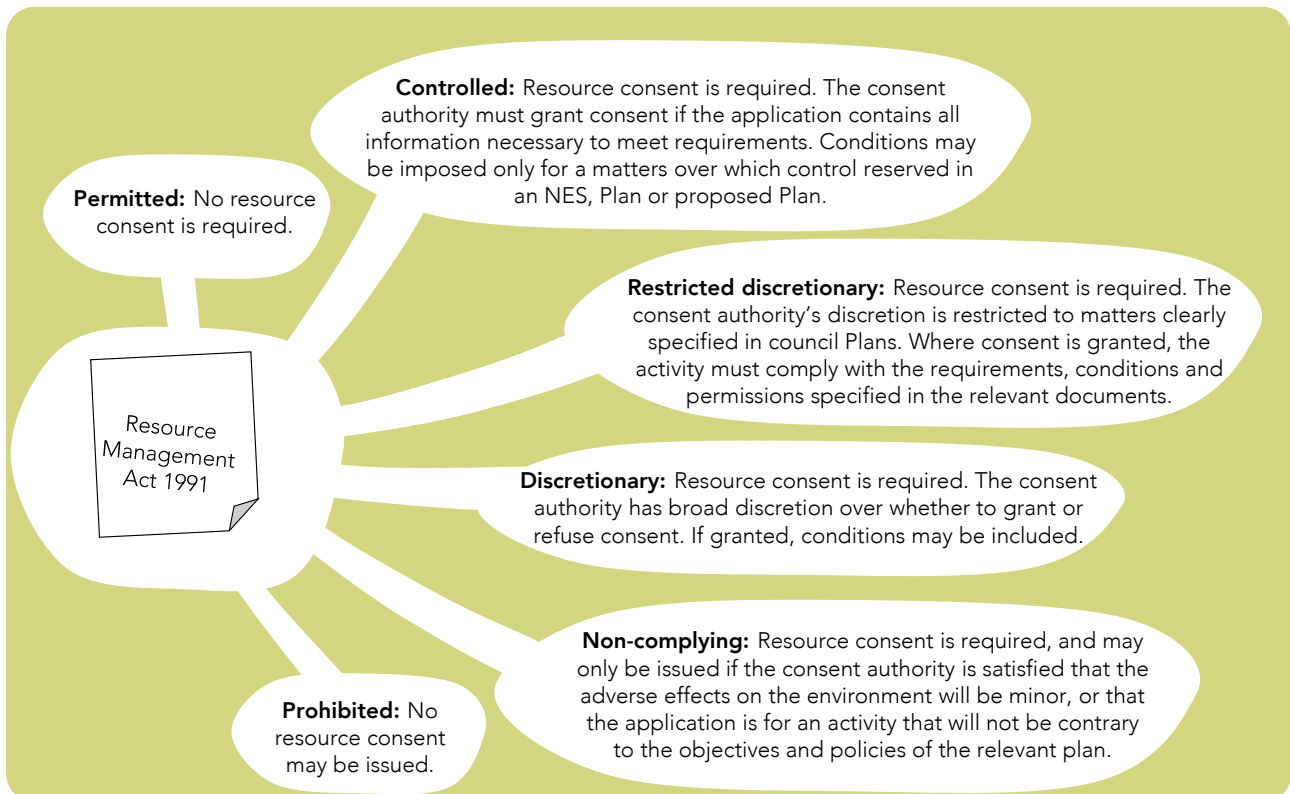 Controlled: Resource consent is required. The consent
authority must grant consent if the application contains all
information necessary to meet requirements. Conditions may
be imposed only for a matters over which control reserved in
an NES, Plan or proposed Plan.
Permitted: No resource
consent is required.
Restricted discretionary: Resource consent is required. The
consent authority’s discretion is restricted to matters clearly
specified in council Plans. Where consent is granted, the
activity must comply with the requirements, conditions and
permissions specified in the relevant documents.
Resource
Management
Act 1991
Discretionary: Resource consent is required. The consent
authority has broad discretion over whether to grant or
refuse consent. If granted, conditions may be included.
Non-complying: Resource consent is required, and may
only be issued if the consent authority is satisfied that the
adverse effects on the environment will be minor, or that
the application is for an activity that will not be contrary
to the objectives and policies of the relevant plan.
Prohibited: No
resource consent
may be issued.